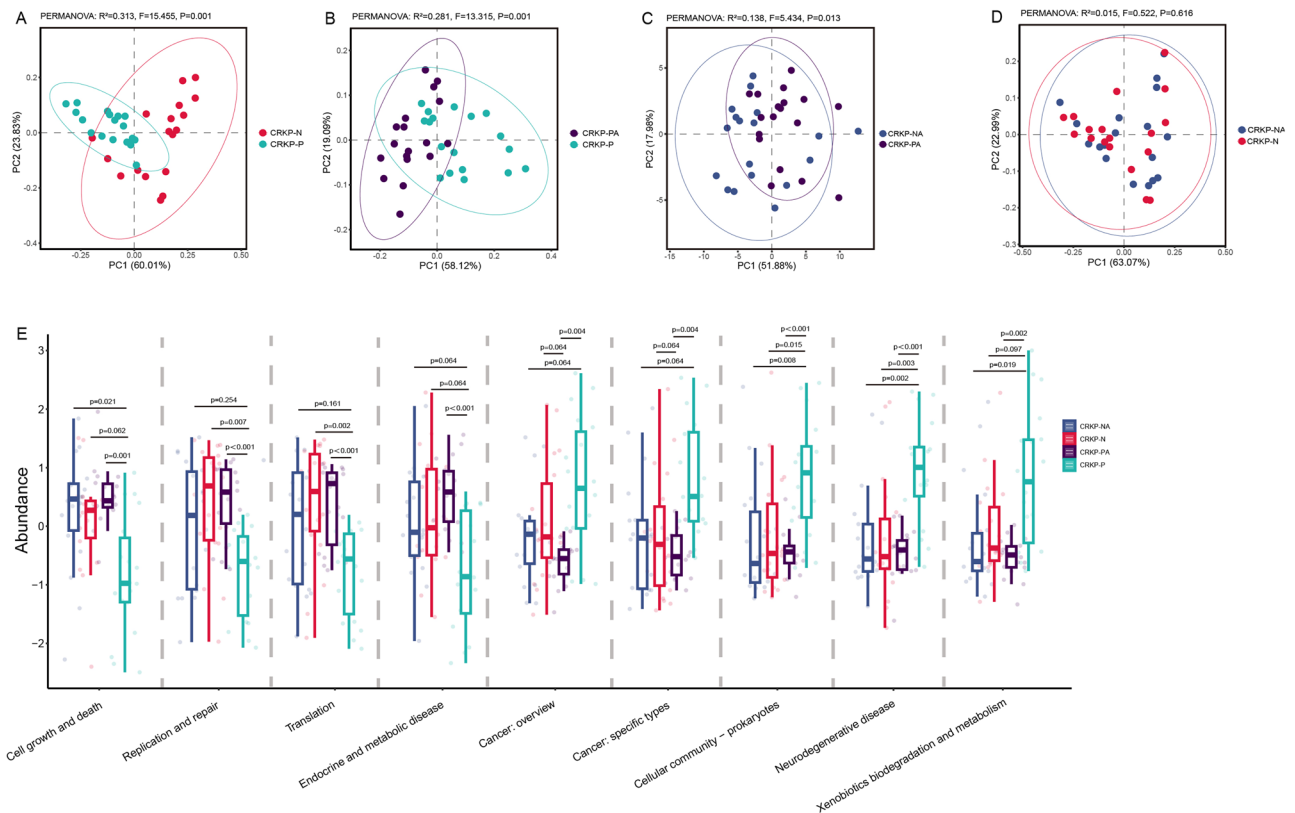 A
PERMANOVA: R²=0.313, F=15.455, P=0.001
0.2
0.0
-0.2
-0.4
PC2 (23.83%)
-0.25
0.00
0.25
0.50
PC1 (60.01%)
CRKP-N
CRKP-P
B
PERMANOVA: R²=0.281, F=13.315, P=0.001
0.2
0.1
0.0
-0.1
-0.2
PC2 (19.09%)
-0.2
0.0
0.2
0.4
PC1 (58.12%)
CRKP-PA
CRKP-P
C
PERMANOVA: R²=0.138, F=5.434, P=0.013
5
0
-5
PC2 (17.98%)
-15
-10
-5
0
5
10
15
PC1 (51.88%)
CRKP-NA
CRKP-PA
D
PERMANOVA: R²=0.015, F=0.522, P=0.616
0.2
0.1
0.0
-0.1
-0.2
-0.3
PC2 (22.99%)
-0.50
-0.25
0.00
0.25
0.50
PC1 (63.07%)
CRKP-NA
CRKP-N
E
Abundance
3
2
1
0
−1
−2
p=0.021
p=0.062
p=0.001
p=0.254
p=0.007
p<0.001
p=0.161
p=0.002
p<0.001
p=0.064
p=0.064
p<0.001
p=0.004
p=0.064
p=0.064
p=0.004
p=0.064
p=0.064
p<0.001
p=0.015
p=0.008
p<0.001
p=0.003
p=0.002
p=0.002
p=0.097
p=0.019
CRKP-NA
CRKP-N
CRKP-PA
CRKP-P
Cell growth and death
Replication and repair
Translation
Endocrine and metabolic disease
Cancer: overview
Cancer: specific types
Cellular community − prokaryotes
Neurodegenerative disease
Xenobiotics biodegradation and metabolism